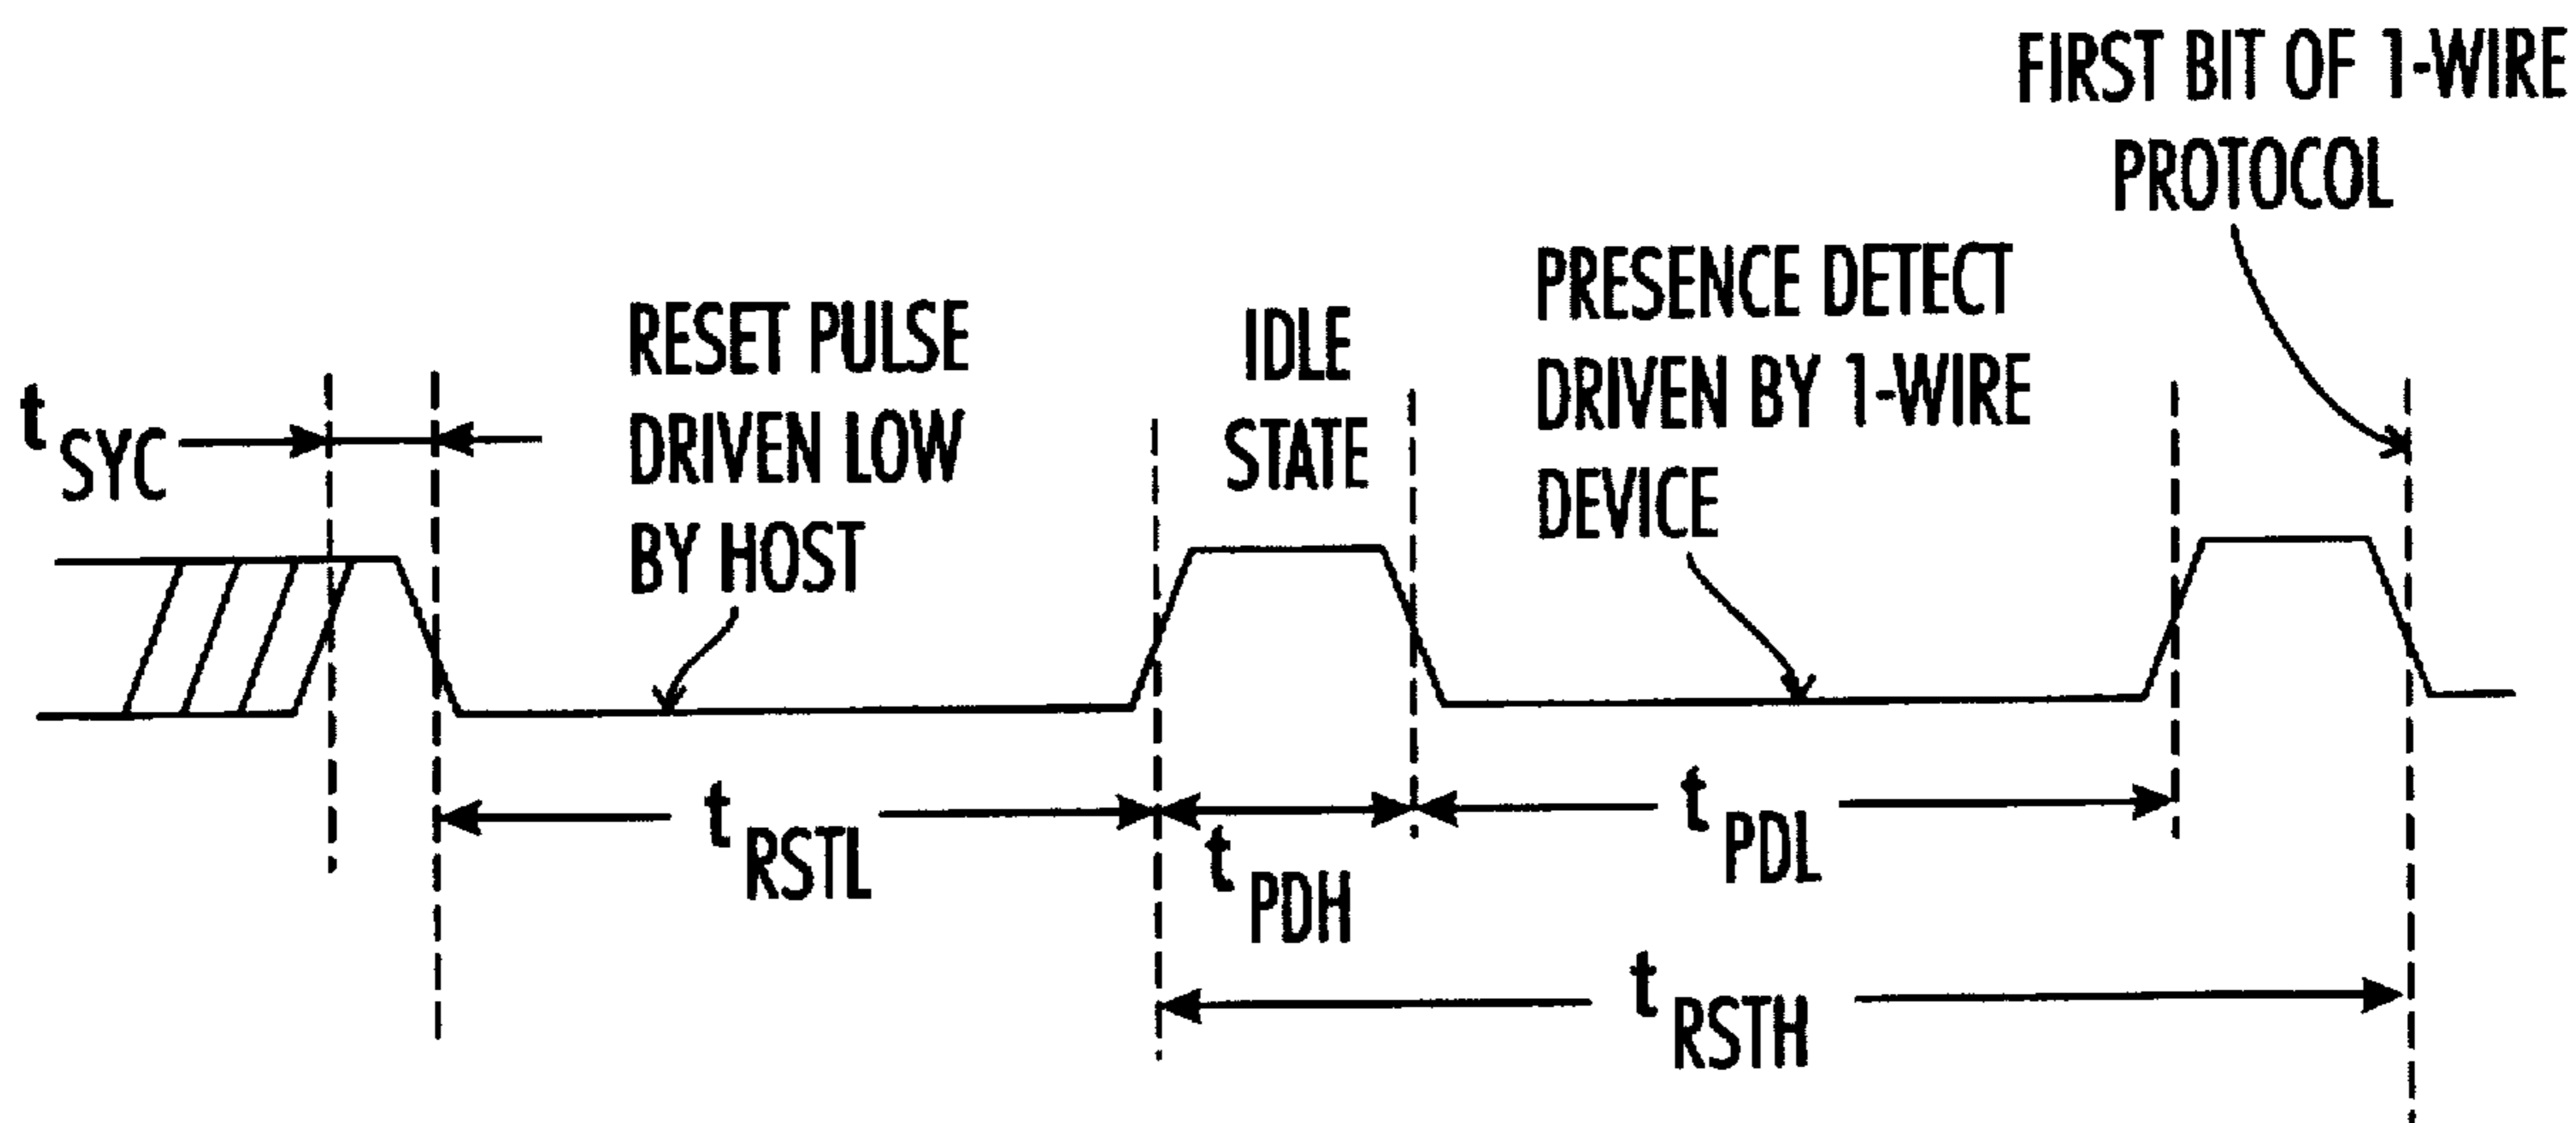 FIRST BIT OF 1-WIRE
PROTOCOL
PRESENCE DETECT
DRIVEN BY 1-WIRE
DEVICE
IDLE
STATE
RESET PULSE
DRIVEN LOW
BY HOST
tSYC
tRSTL
tPDH
tPDL
tRSTH